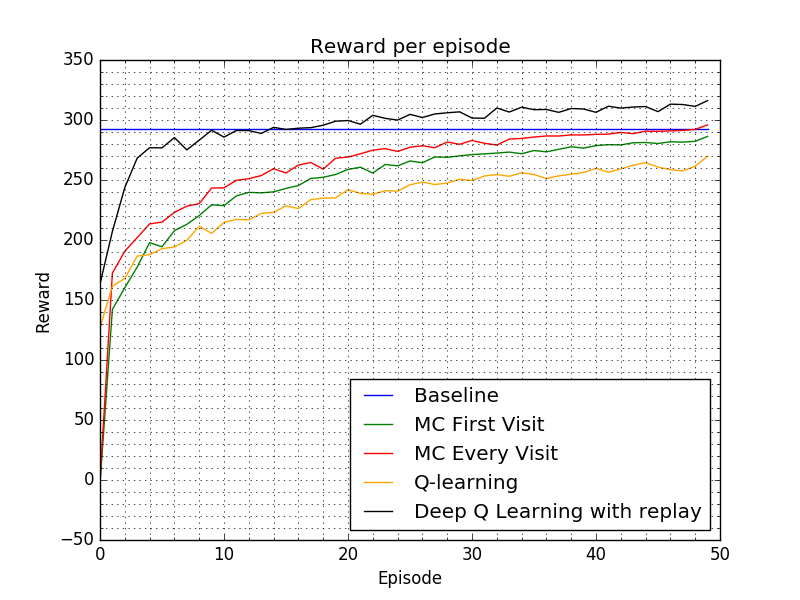 Reward per episode
350
300
250
200
150
100
50
0
−50
Reward
0 10 20 30 40 50
Episode
Baseline
MC First Visit
MC Every Visit
Q-learning
Deep Q Learning with replay